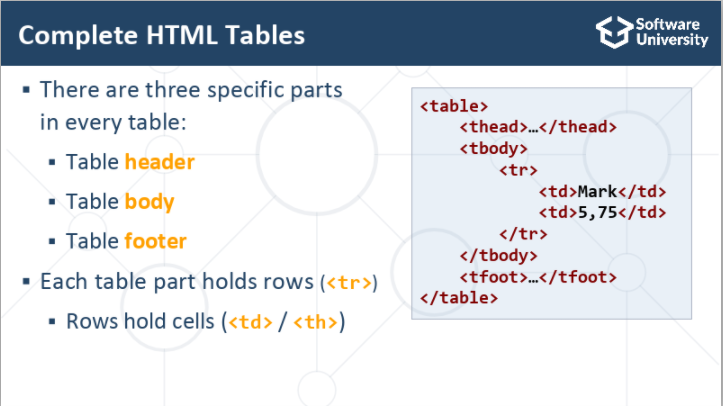 Complete HTML Tables
Software
University
▪ There are three specific parts
in every table:
▪ Table header
▪ Table body
▪ Table footer
▪ Each table part holds rows (<tr>)
▪ Rows hold cells (<td> / <th>)
<table>
    <thead>…</thead>
    <tbody>
        <tr>
            <td>Mark</td>
            <td>5,75</td>
        </tr>
    </tbody>
    <tfoot>…</tfoot>
</table>